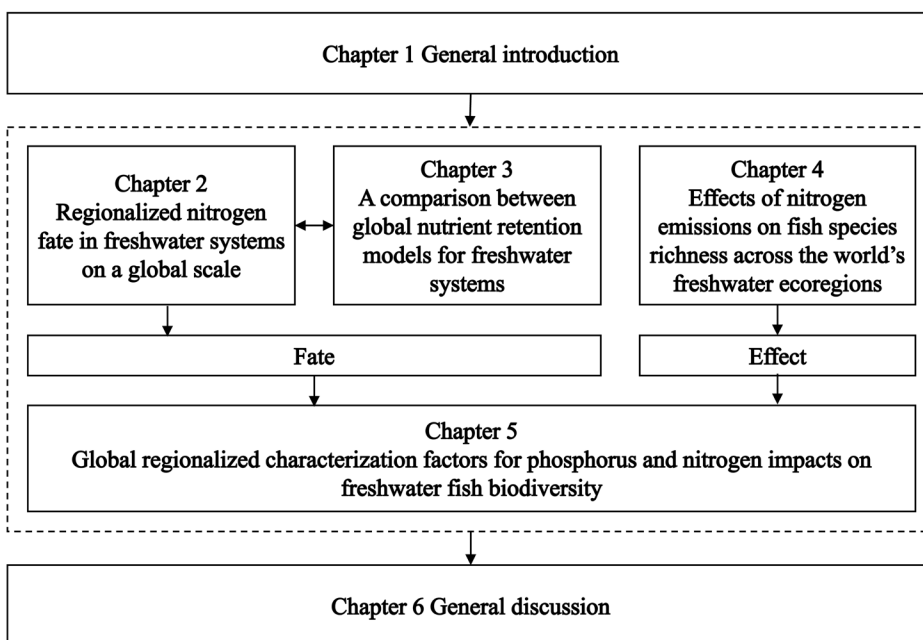 Chapter 1 General introduction
Chapter 2
Regionalized nitrogen
fate in freshwater systems
on a global scale
Chapter 3
A comparison between
global nutrient retention
models for freshwater
systems
Chapter 4
Effects of nitrogen
emissions on fish species
richness across the world’s
freshwater ecoregions
Fate
Effect
Chapter 5
Global regionalized characterization factors for phosphorus and nitrogen impacts on
freshwater fish biodiversity
Chapter 6 General discussion